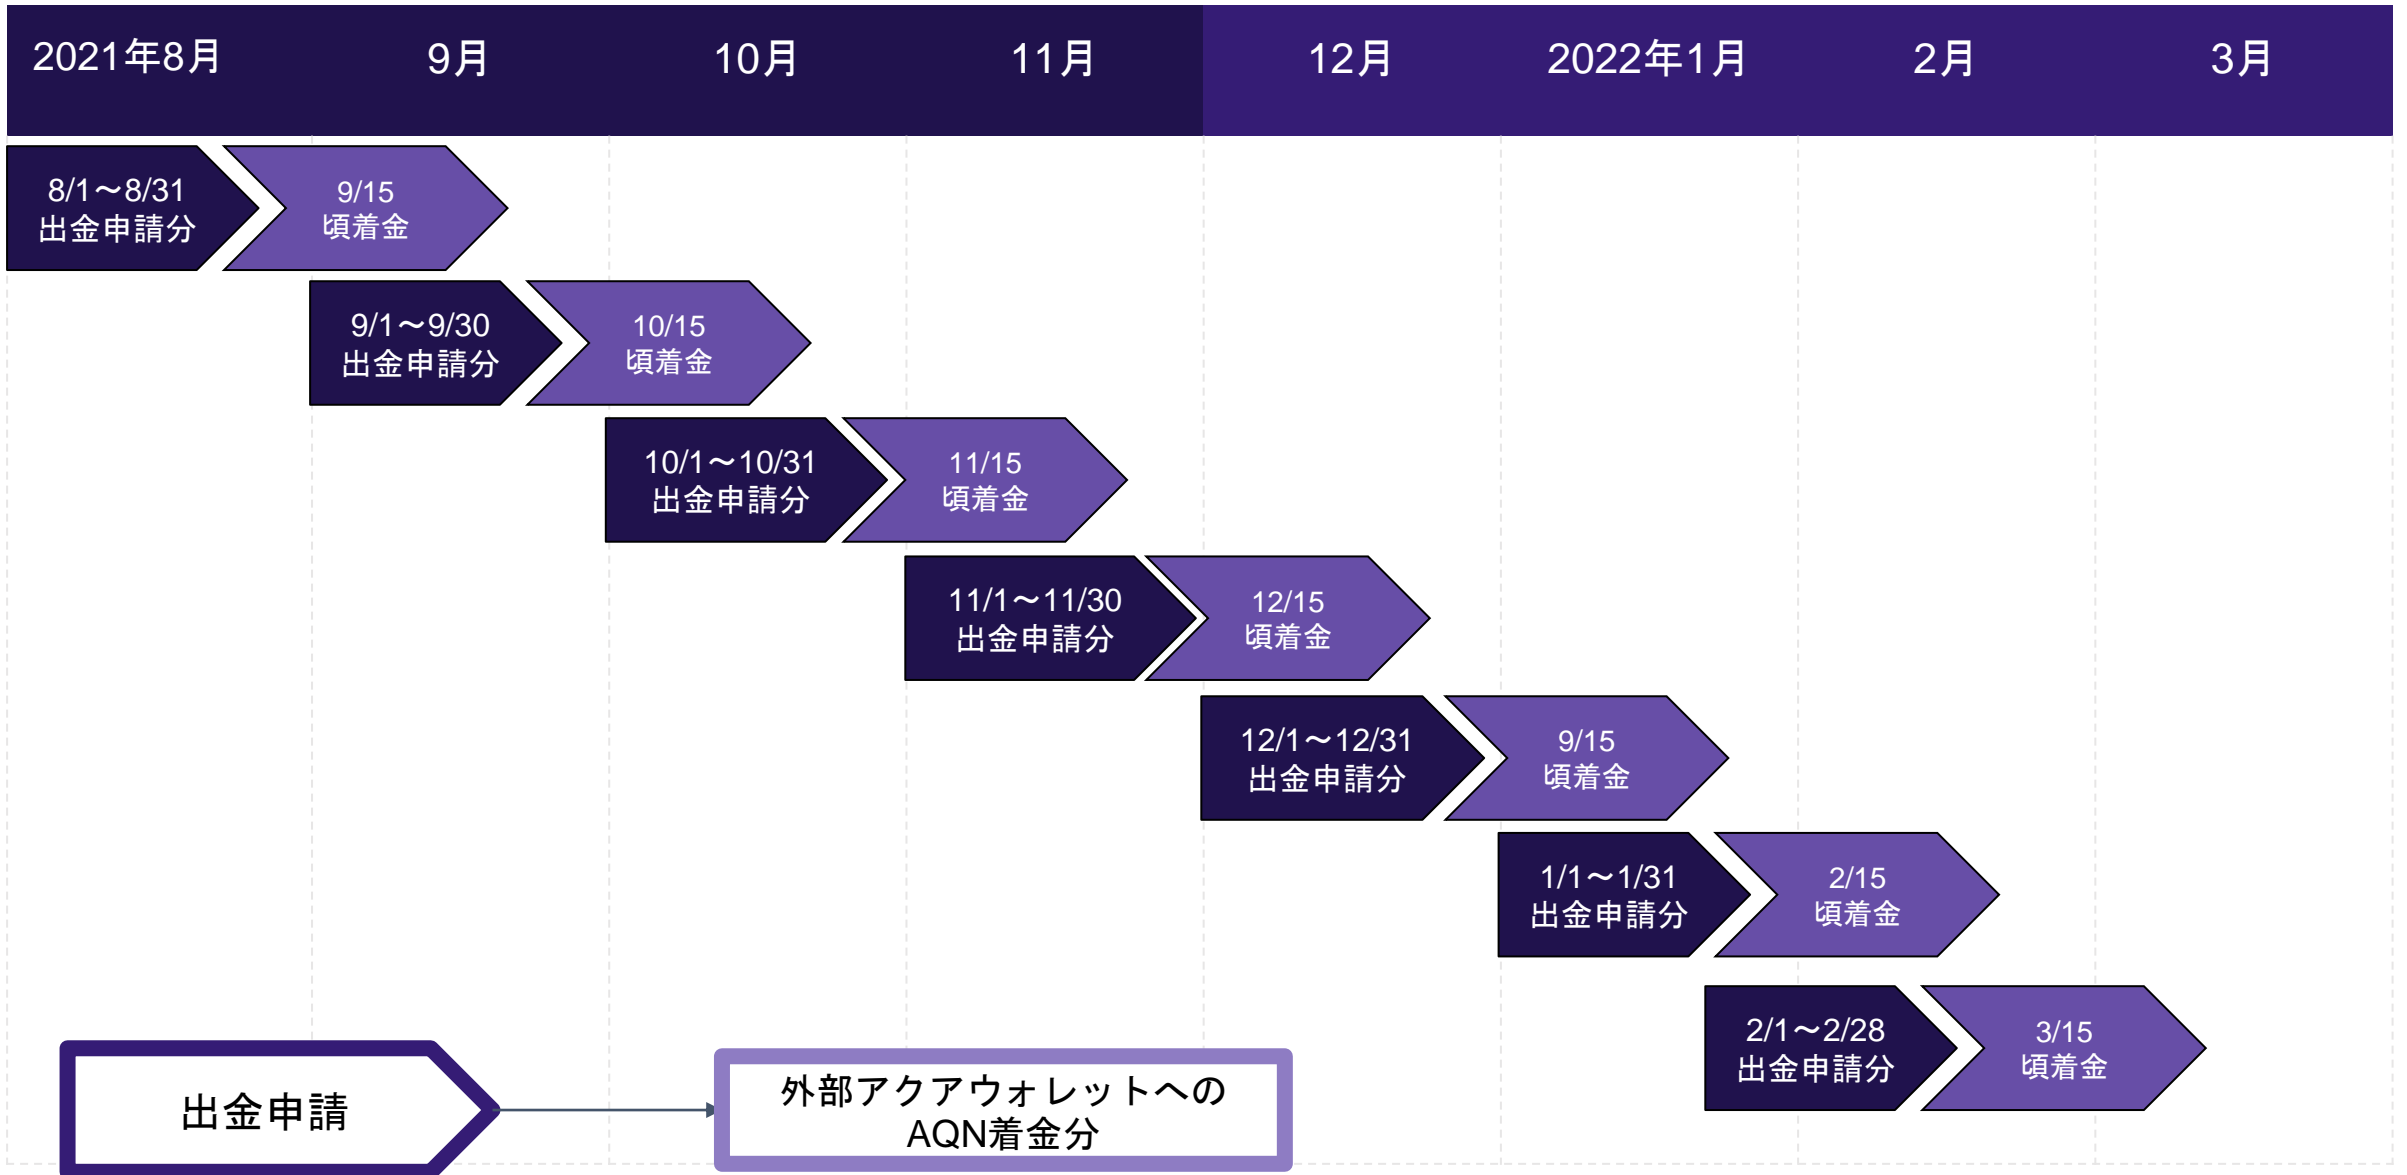 2021年8月
9月
10月
11月
12月
2022年1月
2月
3月
8/1〜8/31
出金申請分
9/15
頃着金
9/1〜9/30
出金申請分
10/15
頃着金
10/1〜10/31
出金申請分
11/15
頃着金
11/1〜11/30
出金申請分
12/15
頃着金
12/1〜12/31
出金申請分
9/15
頃着金
1/1〜1/31
出金申請分
2/15
頃着金
2/1〜2/28
出金申請分
3/15
頃着金
出金申請
外部アクアウォレットへの
AQN着金分